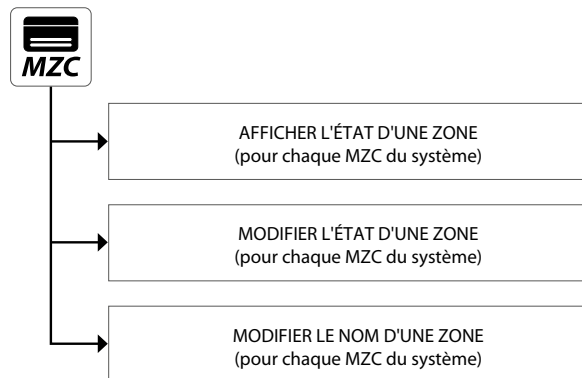 MZC
AFFICHER L'ÉTAT D'UNE ZONE
(pour chaque MZC du système)
MODIFIER L'ÉTAT D'UNE ZONE
(pour chaque MZC du système)
MODIFIER LE NOM D'UNE ZONE
(pour chaque MZC du système)